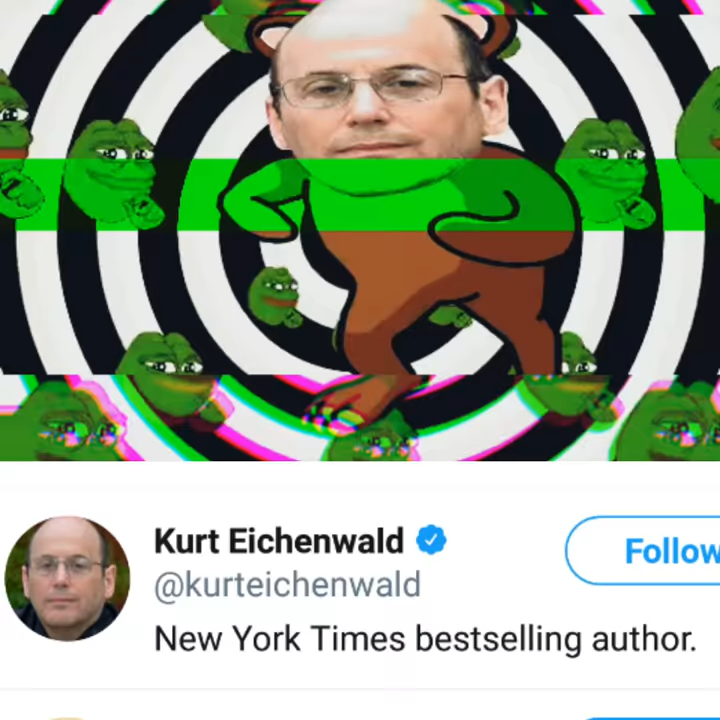 Kurt Eichenwald
@kurteichenwald
Follow
New York Times bestselling author.